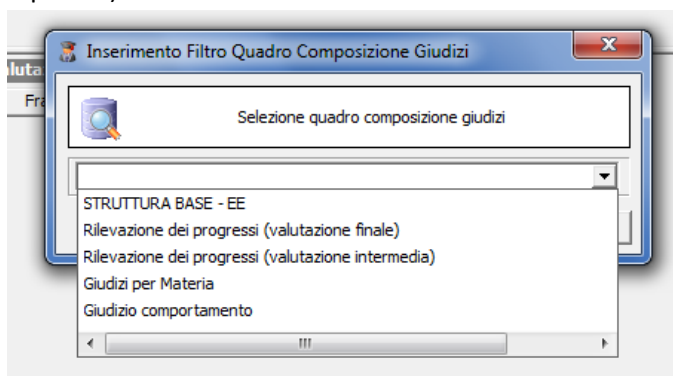 Inserimento Filtro Quadro Composizione Giudizi
Selezione quadro composizione giudizi
STRUTTURA BASE - EE
Rilevazione dei progressi (valutazione finale)
Rilevazione dei progressi (valutazione intermedia)
Giudizi per Materia
Giudizio comportamento